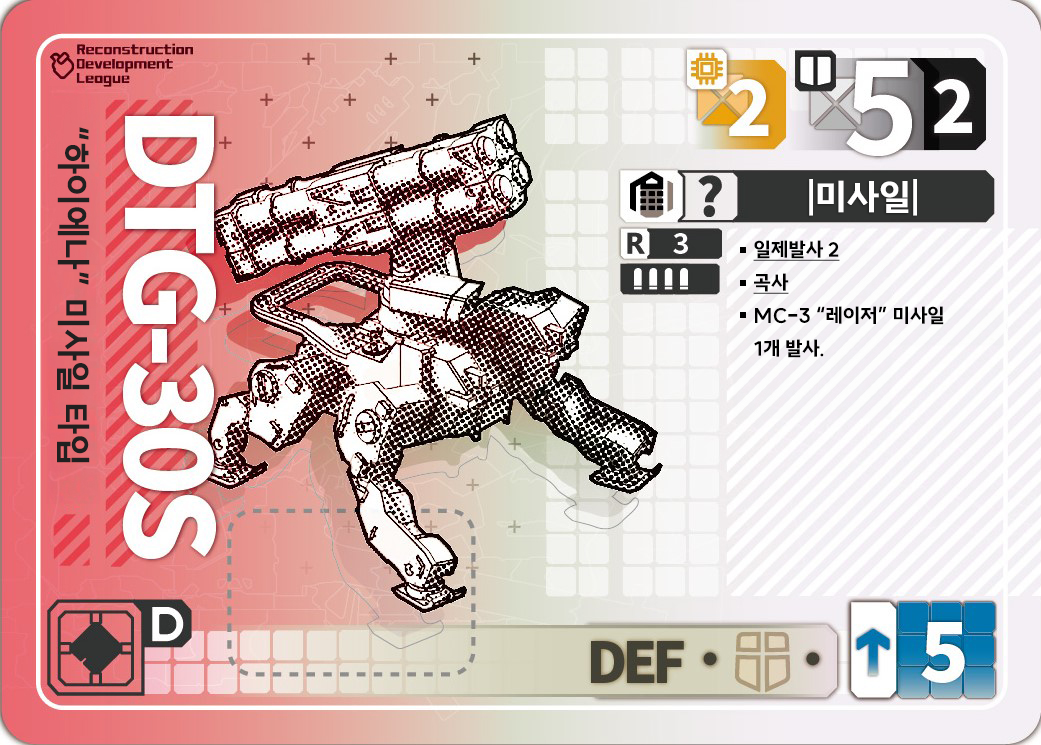 Reconstruction
Development
League
DTG-30S
"하이에나" 미사일 타입
2
5
2
?
|미사일|
R 3
!!!!
▪ 일제발사 2
▪ 곡사
▪ MC-3 “레이저” 미사일
1개 발사.
D
DEF • •
5